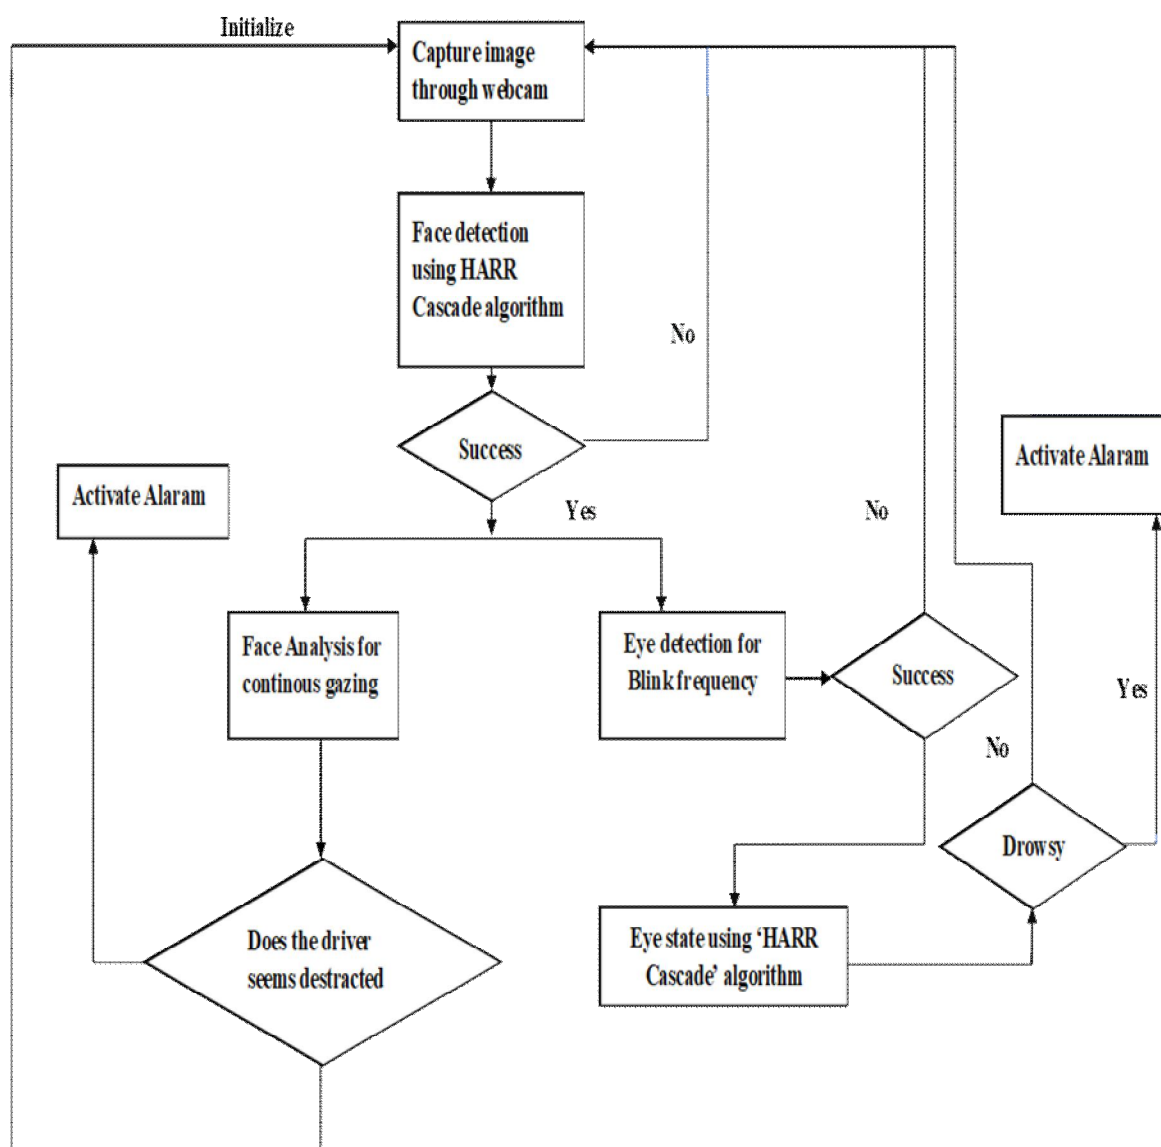 Initialize
Capture image
through webcam
Face detection
using HARR
Cascade algorithm
No
Success
Yes
Activate Alaram
Activate Alaram
No
Face Analysis for
continous gazing
Eye detection for
Blink frequency
Success
Yes
No
Drowsy
Does the driver
seems destracted
Eye state using ‘HARR
Cascade’ algorithm